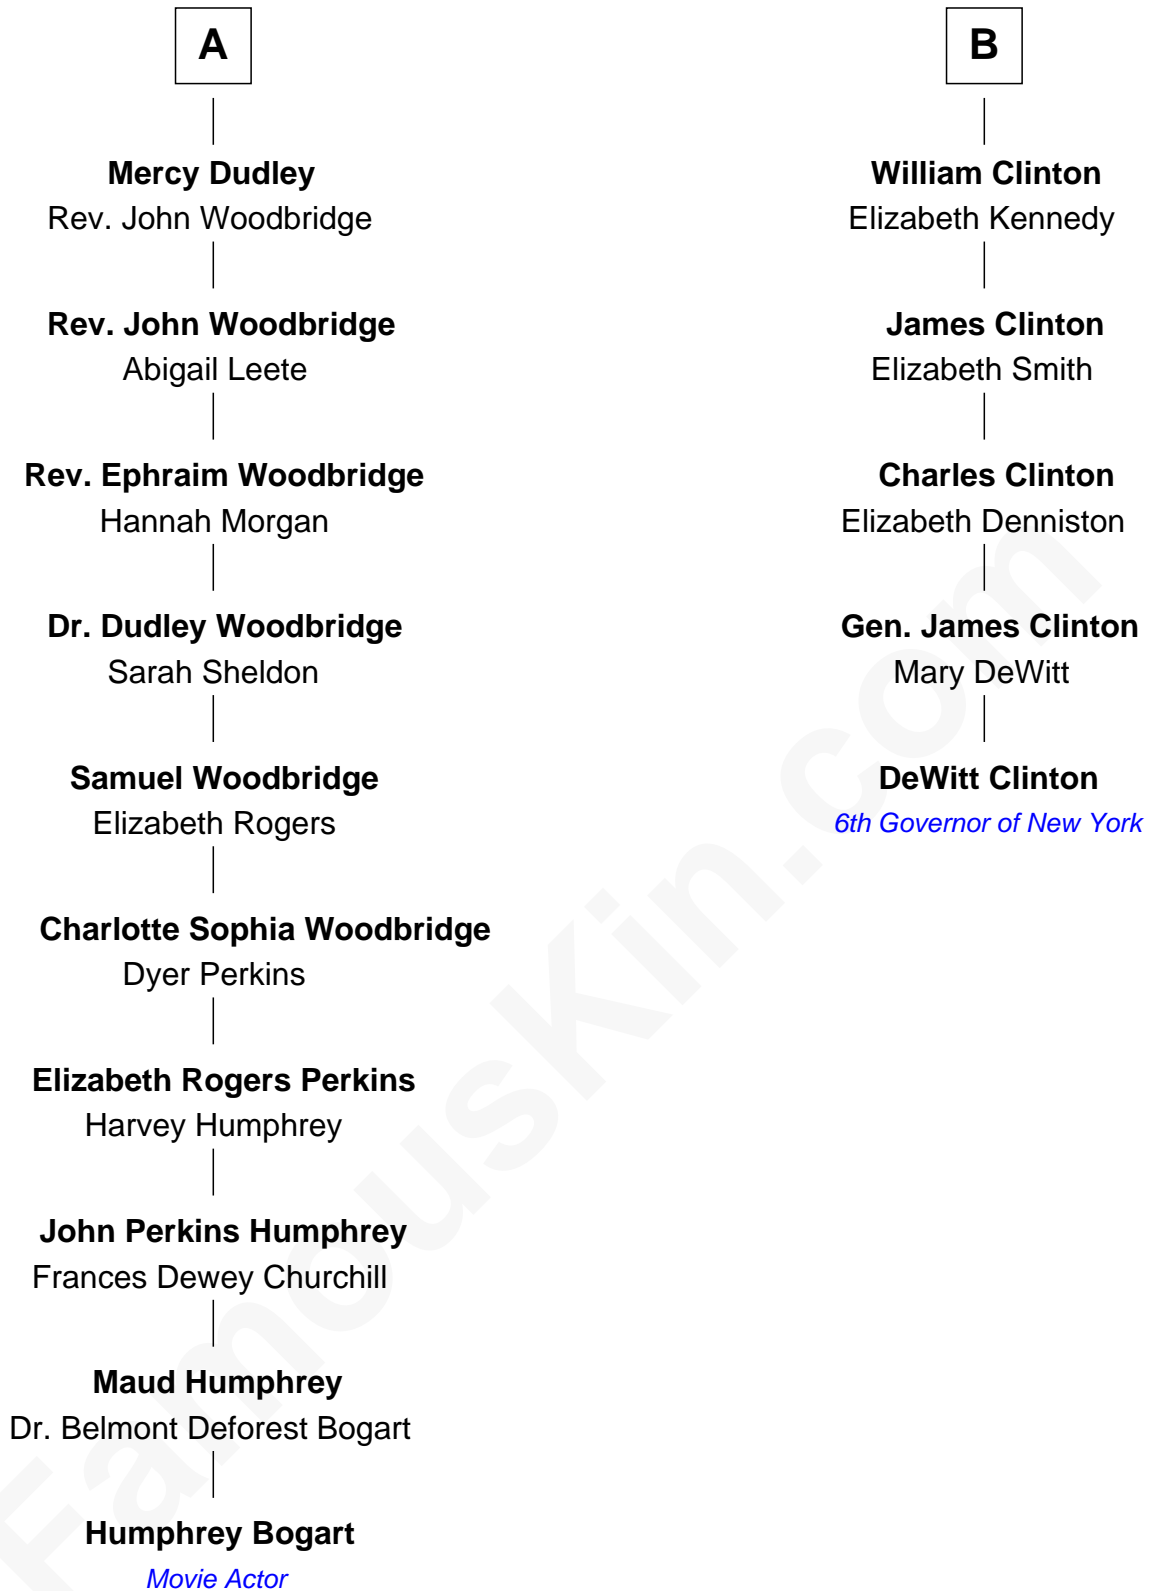 A
Mercy Dudley
Rev. John Woodbridge
Rev. John Woodbridge
Abigail Leete
Rev. Ephraim Woodbridge
Hannah Morgan
Dr. Dudley Woodbridge
Sarah Sheldon
Samuel Woodbridge
Elizabeth Rogers
Charlotte Sophia Woodbridge
Dyer Perkins
Elizabeth Rogers Perkins
Harvey Humphrey
John Perkins Humphrey
Frances Dewey Churchill
Maud Humphrey
Dr. Belmont Deforest Bogart
Humphrey Bogart
Movie Actor
B
William Clinton
Elizabeth Kennedy
James Clinton
Elizabeth Smith
Charles Clinton
Elizabeth Denniston
Gen. James Clinton
Mary DeWitt
DeWitt Clinton
6th Governor of New York
FamousKin.com